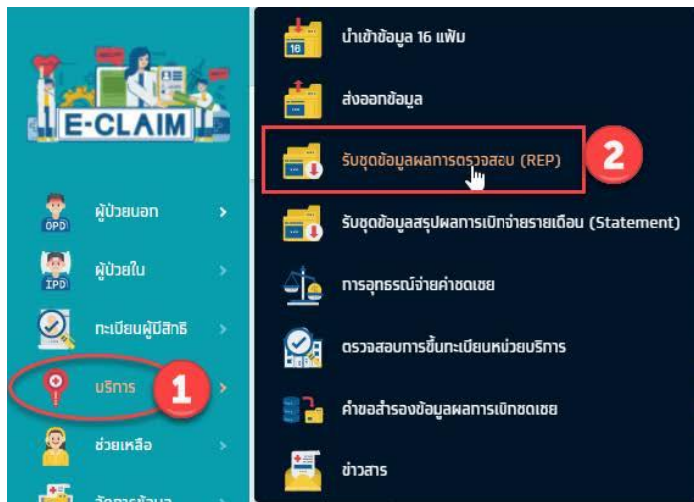 E-CLAIM
OPD ผู้ป่วยนอก
IPD ผู้ป่วยใน
ทะเบียนผู้มีสิทธิ
บริการ 1
ช่วยเหลือ
16 นำเข้าข้อมูล 16 แฟ้ม
ส่งออกข้อมูล
รับชุดข้อมูลผลการตรวจสอบ (REP) 2
รับชุดข้อมูลสรุปผลการเบิกจ่ายรายเดือน (Statement)
การอุทธรณ์จ่ายค่าชดเชย
ตรวจสอบการขึ้นทะเบียนหน่วยบริการ
คำขอสำรองข้อมูลผลการเบิกชดเชย
ข่าวสาร